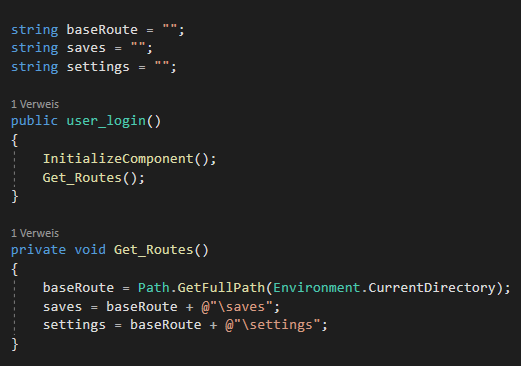 string baseRoute = "";
string saves = "";
string settings = "";
1 Verweis
public user_login()
{
InitializeComponent();
Get_Routes();
}
1 Verweis
private void Get_Routes()
{
baseRoute = Path.GetFullPath(Environment.CurrentDirectory);
saves = baseRoute + @"\saves";
settings = baseRoute + @"\settings";
}